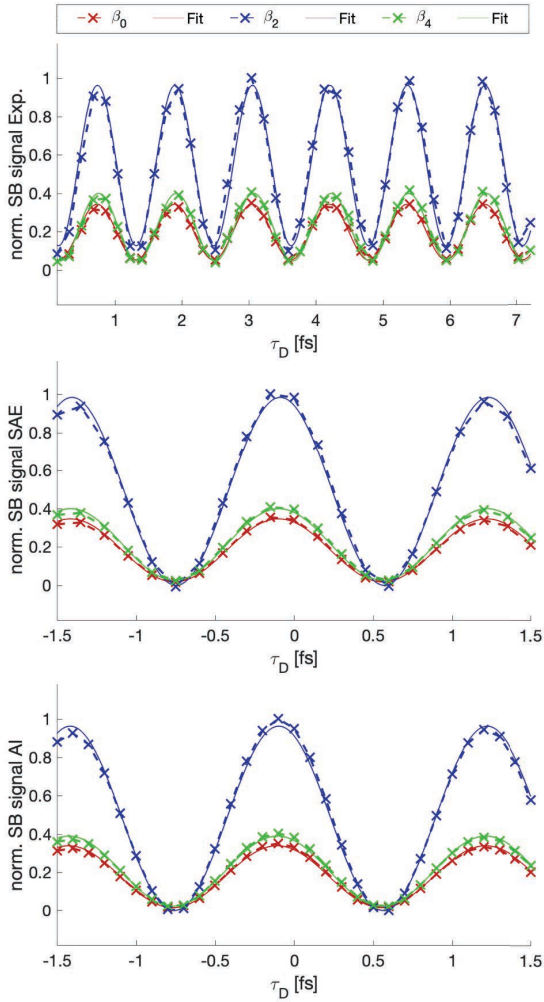 β0 Fit β2 Fit β4 Fit
norm. SB signal Exp.
1
0.8
0.6
0.4
0.2
0
1 2 3 4 5 6 7
τD [fs]
norm. SB signal SAE
1
0.8
0.6
0.4
0.2
0
-1.5 -1 -0.5 0 0.5 1 1.5
τD [fs]
norm. SB signal AI
1
0.8
0.6
0.4
0.2
0
-1.5 -1 -0.5 0 0.5 1 1.5
τD [fs]